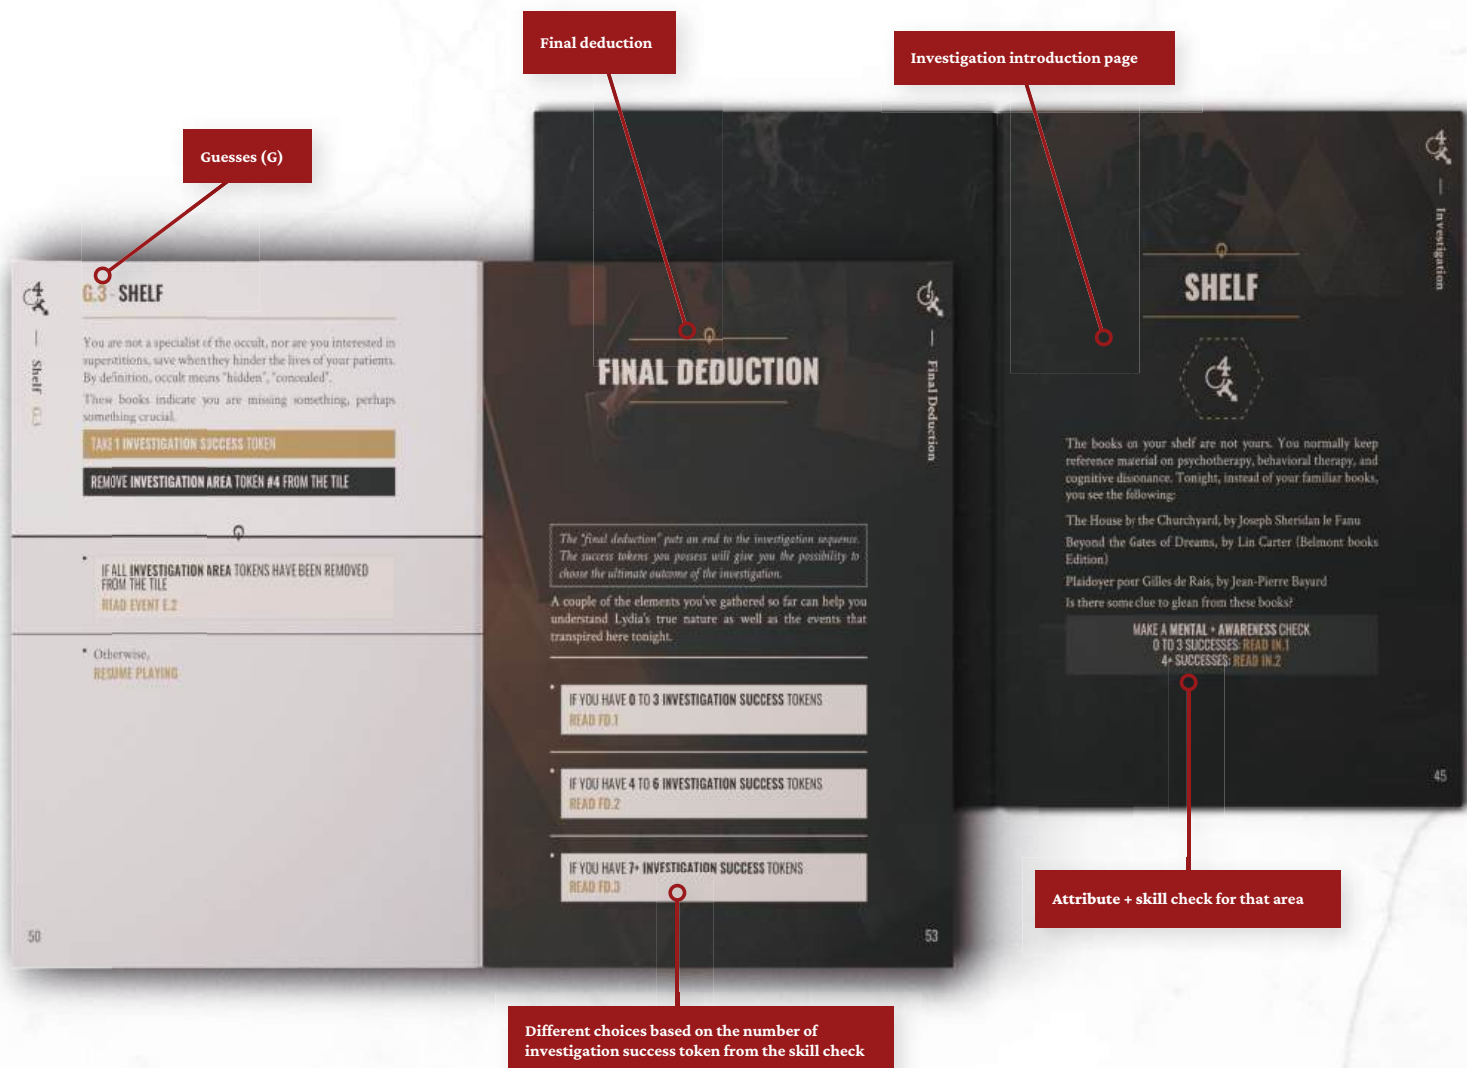 Final deduction
Investigation introduction page
Guesses (G)
4
Shelf G.3
G.3 - SHELF
You are not a specialist of the occult, nor are you interested in
superstitions, save when they hinder the lives of your patients.
By definition, occult means "hidden", "concealed".
These books indicate you are missing something, perhaps
something crucial.
TAKE 1 INVESTIGATION SUCCESS TOKEN
REMOVE INVESTIGATION AREA TOKEN #4 FROM THE TILE
IF ALL INVESTIGATION AREA TOKENS HAVE BEEN REMOVED
FROM THE TILE
READ EVENT E.2
Otherwise,
RESUME PLAYING
50
Final Deduction
FINAL DEDUCTION
The "final deduction" puts an end to the investigation sequence.
The success tokens you possess will give you the possibility to
choose the ultimate outcome of the investigation.
A couple of the elements you've gathered so far can help you
understand Lydia's true nature as well as the events that
transpired here tonight.
IF YOU HAVE 0 TO 3 INVESTIGATION SUCCESS TOKENS
READ FD.1
IF YOU HAVE 4 TO 6 INVESTIGATION SUCCESS TOKENS
READ FD.2
IF YOU HAVE 7+ INVESTIGATION SUCCESS TOKENS
READ FD.3
53
4
Investigation
SHELF
4
The books on your shelf are not yours. You normally keep
reference material on psychotherapy, behavioral therapy, and
cognitive dissonance. Tonight, instead of your familiar books,
you see the following:
The House by the Churchyard, by Joseph Sheridan le Fanu
Beyond the Gates of Dreams, by Lin Carter (Belmont books
Edition)
Plaidoyer pour Gilles de Rais, by Jean-Pierre Bayard
Is there some clue to glean from these books?
MAKE A MENTAL + AWARENESS CHECK
0 TO 3 SUCCESSES: READ IN.1
4+ SUCCESSES: READ IN.2
45
Attribute + skill check for that area
Different choices based on the number of
investigation success token from the skill check